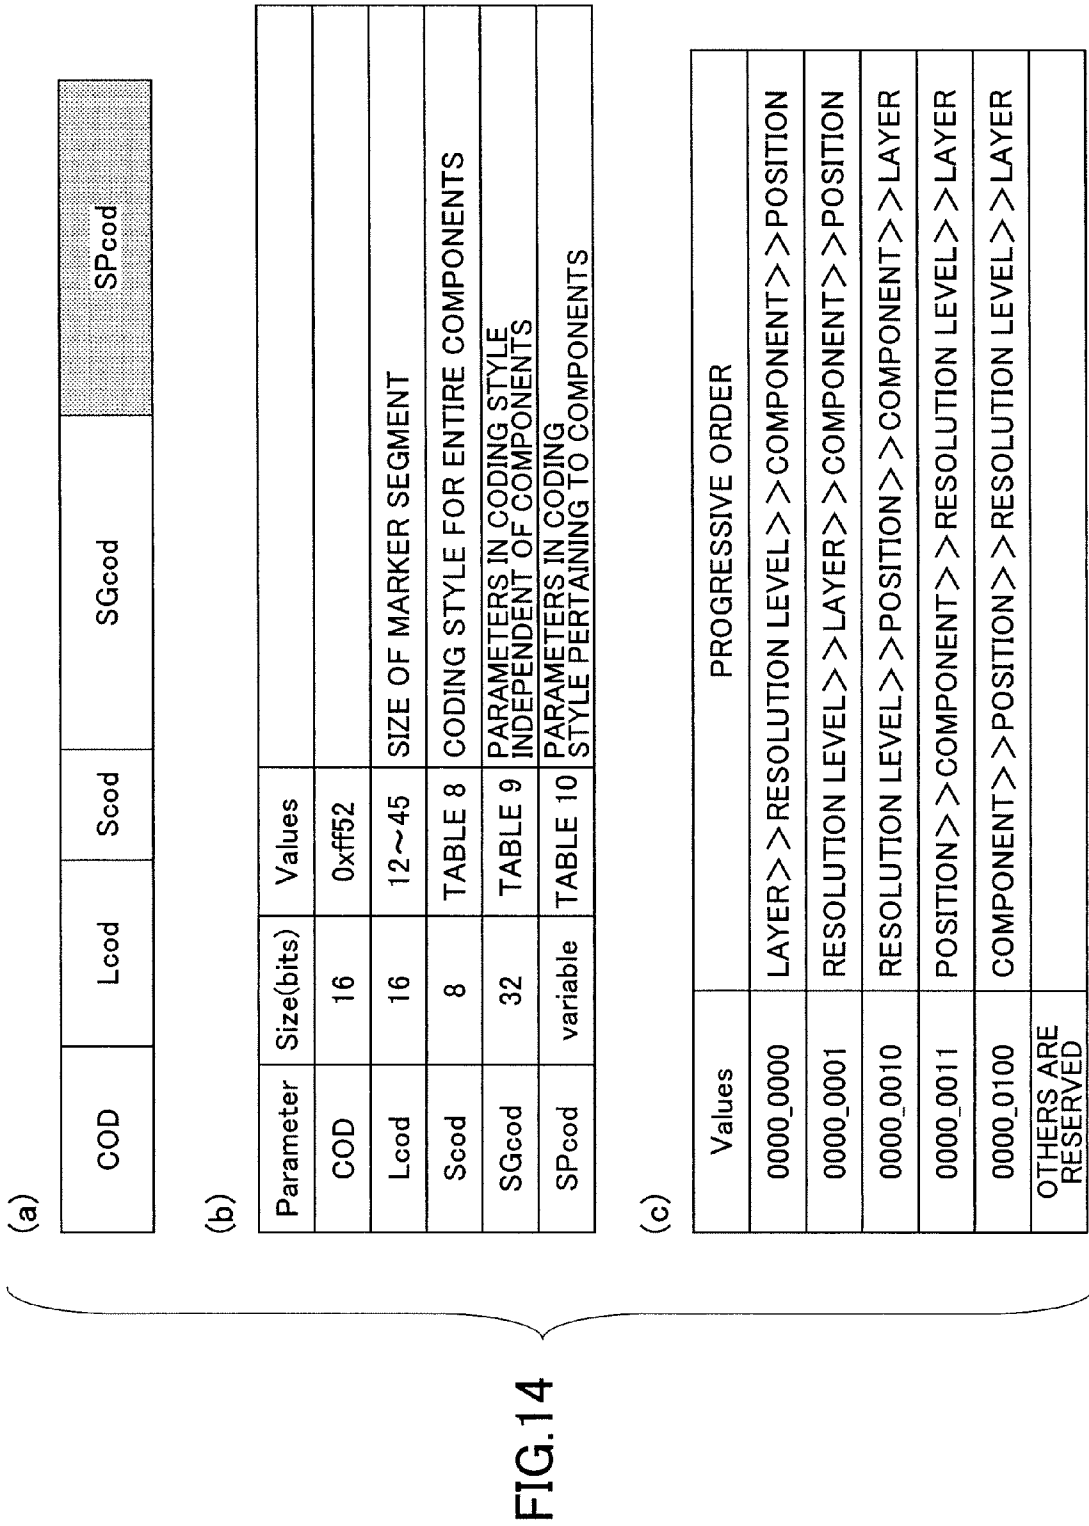 FIG.14
(a)
COD Lcod Scod SGcod SPcod
(b)
Parameter Size(bits) Values
COD 16 0xff52
Lcod 16 12~45 SIZE OF MARKER SEGMENT
Scod 8 TABLE 8 CODING STYLE FOR ENTIRE COMPONENTS
SGcod 32 TABLE 9 PARAMETERS IN CODING STYLE
INDEPENDENT OF COMPONENTS
SPcod variable TABLE 10 PARAMETERS IN CODING
STYLE PERTAINING TO COMPONENTS
(c)
Values PROGRESSIVE ORDER
0000_0000 LAYER>>RESOLUTION LEVEL>>COMPONENT>>POSITION
0000_0001 RESOLUTION LEVEL>>LAYER>>COMPONENT>>POSITION
0000_0010 RESOLUTION LEVEL>>POSITION>>COMPONENT>>LAYER
0000_0011 POSITION>>COMPONENT>>RESOLUTION LEVEL>>LAYER
0000_0100 COMPONENT>>POSITION>>RESOLUTION LEVEL>>LAYER
OTHERS ARE
RESERVED